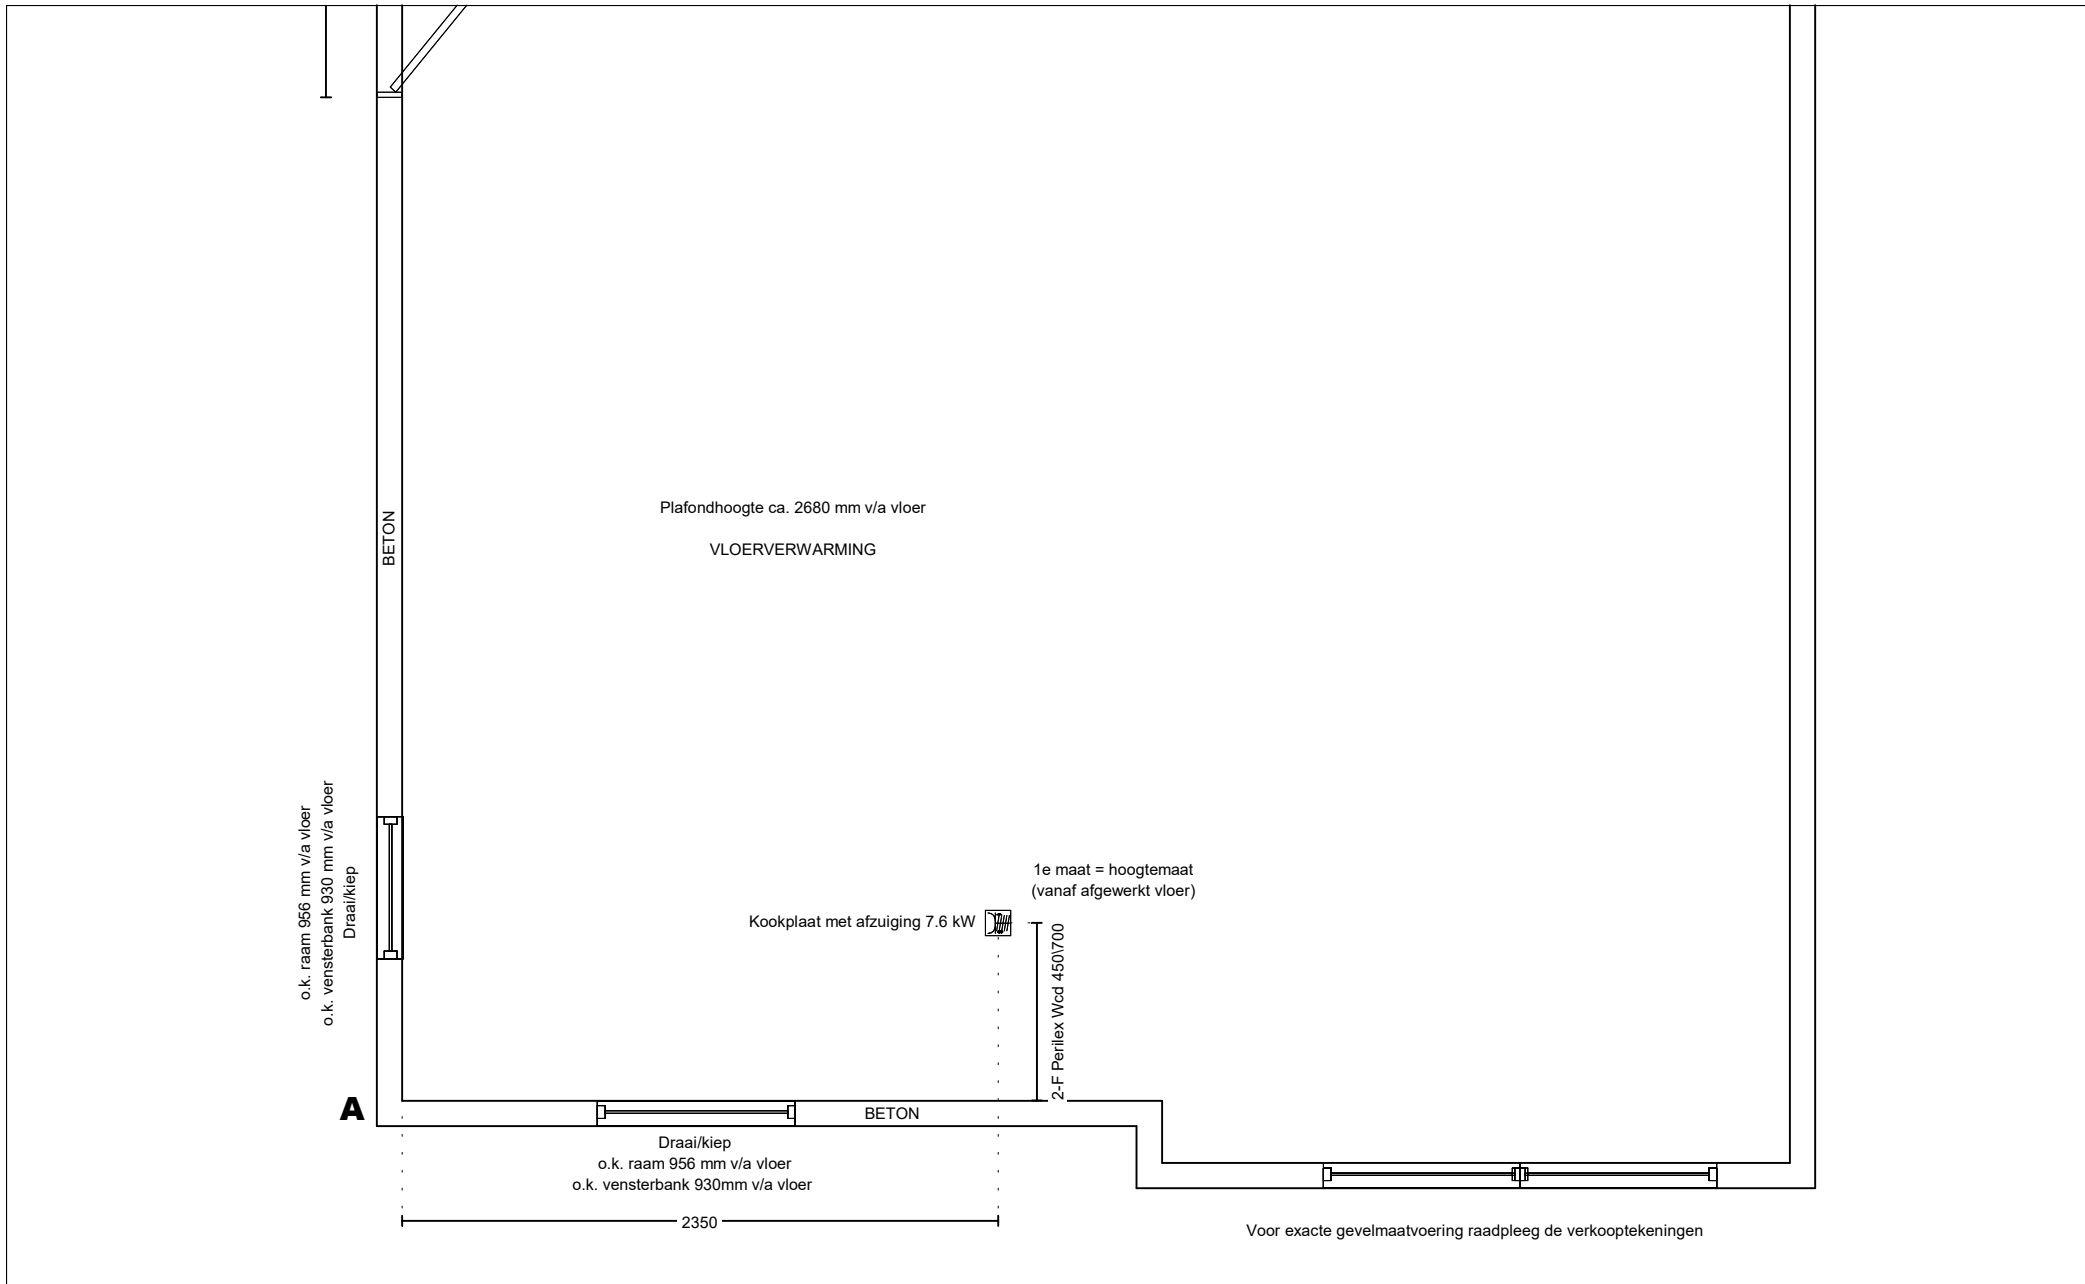 Plafondhoogte ca. 2680 mm v/a vloer
VLOERVERWARMING
BETON
o.k. raam 956 mm v/a vloer
o.k. vensterbank 930 mm v/a vloer
Draai/kiep
1e maat = hoogtemaat
(vanaf afgewerkt vloer)
Kookplaat met afzuiging 7.6 kW
2-F Perilex Wcd 450\700
A
BETON
Draai/kiep
o.k. raam 956 mm v/a vloer
o.k. vensterbank 930mm v/a vloer
2350
Voor exacte gevelmaatvoering raadpleeg de verkooptekeningen